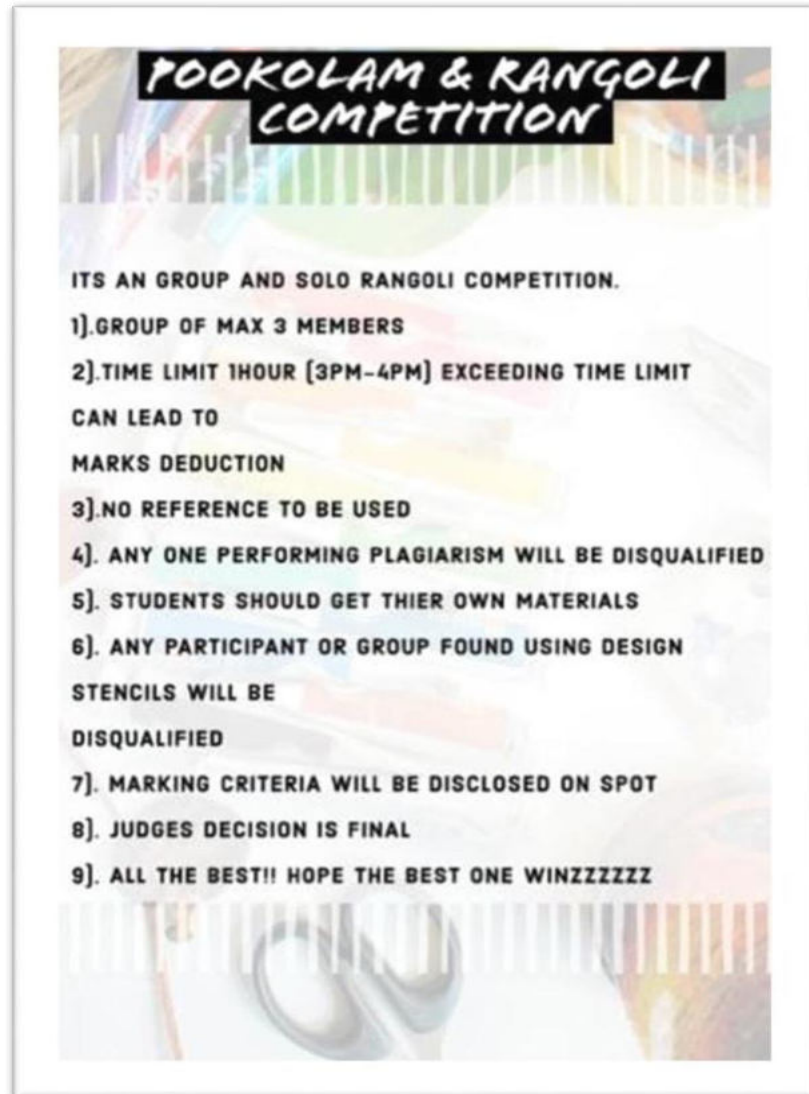 POOKOLAM & RANGOLI
COMPETITION
ITS AN GROUP AND SOLO RANGOLI COMPETITION.
1).GROUP OF MAX 3 MEMBERS
2).TIME LIMIT 1HOUR (3PM-4PM) EXCEEDING TIME LIMIT
CAN LEAD TO
MARKS DEDUCTION
3).NO REFERENCE TO BE USED
4). ANY ONE PERFORMING PLAGIARISM WILL BE DISQUALIFIED
5). STUDENTS SHOULD GET THIER OWN MATERIALS
6). ANY PARTICIPANT OR GROUP FOUND USING DESIGN
STENCILS WILL BE
DISQUALIFIED
7). MARKING CRITERIA WILL BE DISCLOSED ON SPOT
8). JUDGES DECISION IS FINAL
9). ALL THE BEST!! HOPE THE BEST ONE WINZZZZZZ